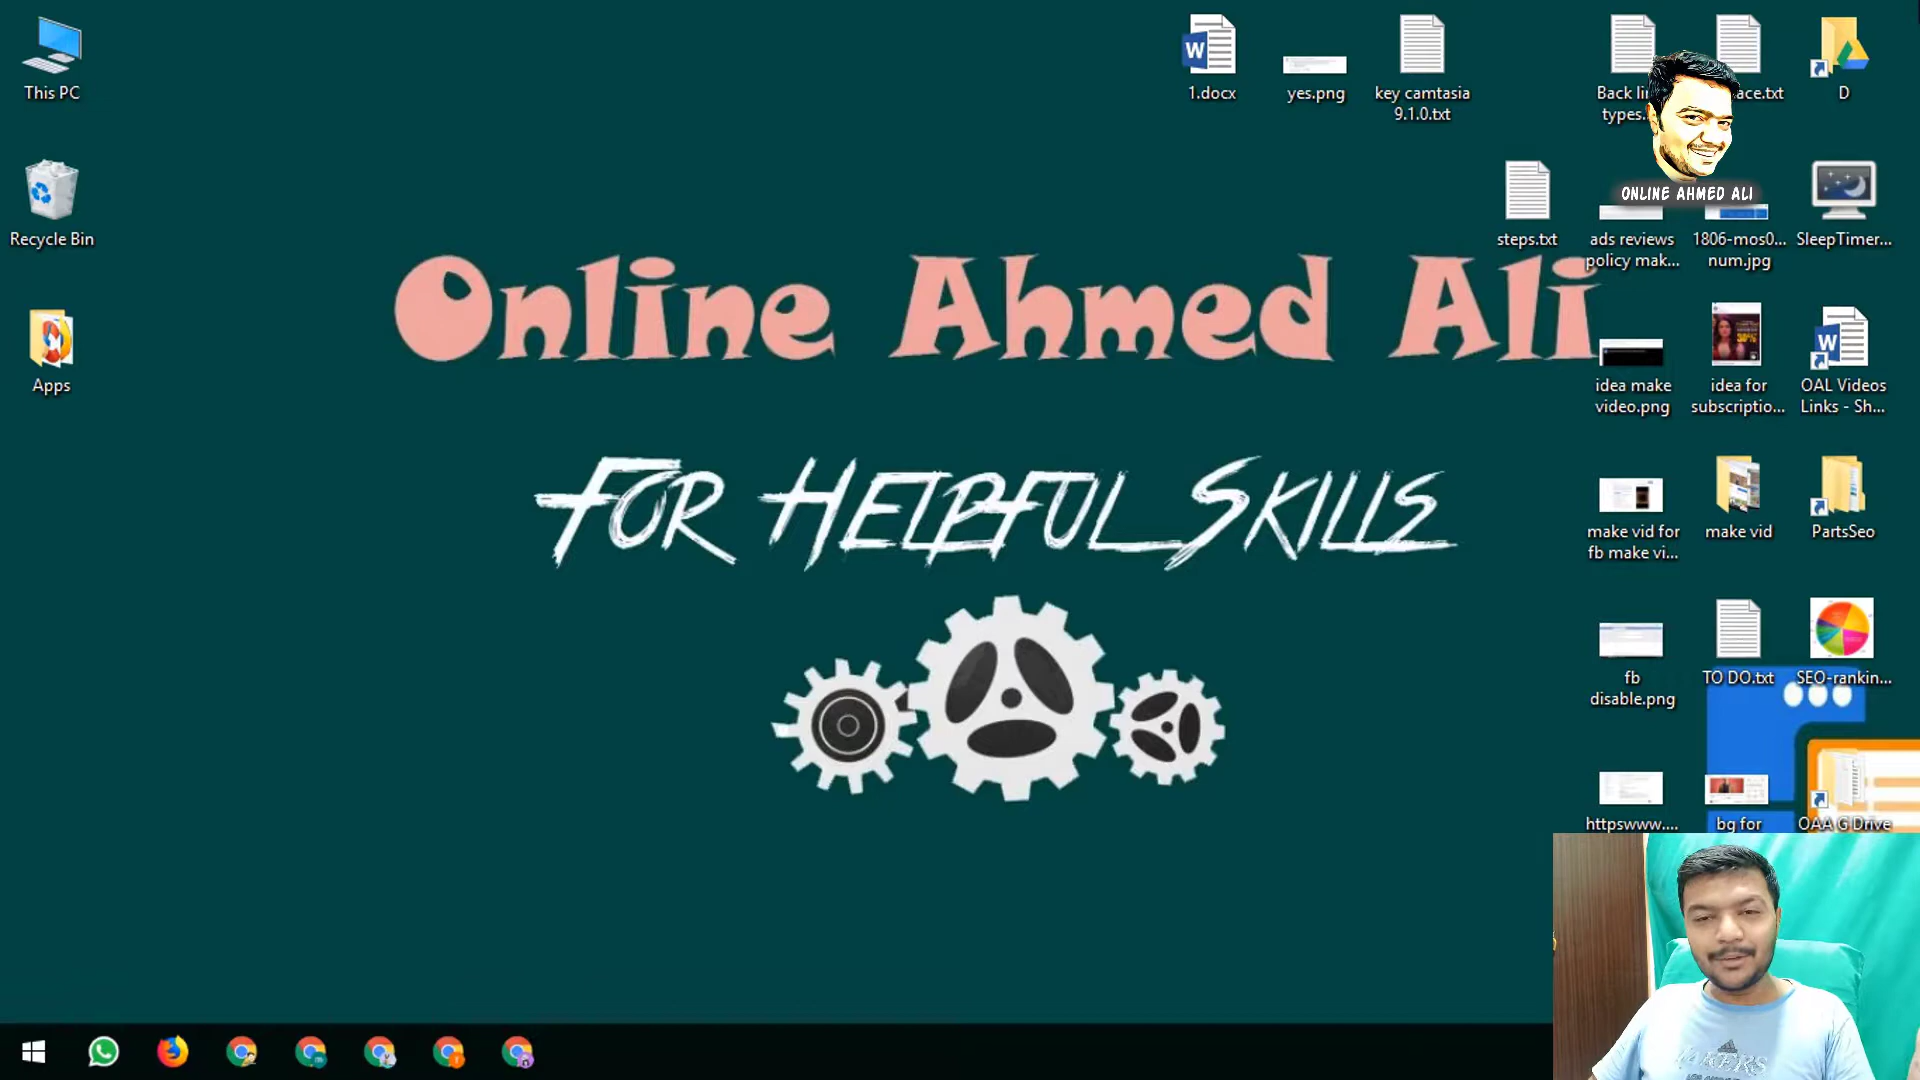 This PC
Recycle Bin
Apps
1.docx
yes.png
key camtasia
9.1.0.txt
types.
D
steps.txt
ONLINE AHMED ALI
ads reviews
policy mak...
1806-mos0...
num.jpg
SleepTimer...
Online Ahmed Ali
For Helpful Skills
idea make
video.png
idea for
subscriptio...
OAL Videos
Links - Sh...
make vid for
fb make vi...
make vid
PartsSeo
fb
disable.png
TO DO.txt
SEO-rankin...
httpswww....
bg for
OAA G Drive